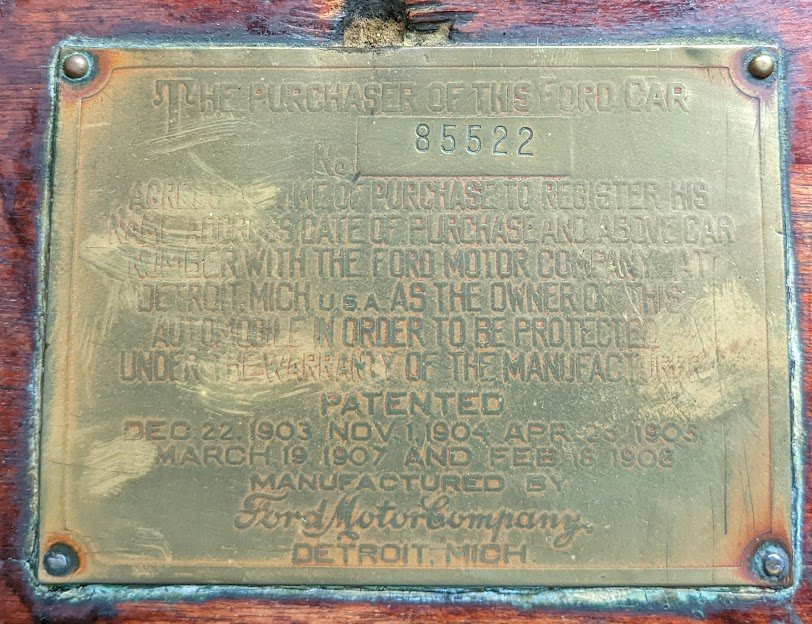 THE PURCHASER OF THIS FORD CAR
No. 85522
AGREES AT TIME OF PURCHASE TO REGISTER HIS
NAME, ADDRESS DATE OF PURCHASE AND ABOVE CAR
NUMBER WITH THE FORD MOTOR COMPANY AT
DETROIT, MICH U.S.A. AS THE OWNER OF THIS
AUTOMOBILE IN ORDER TO BE PROTECTED
UNDER THE WARRANTY OF THE MANUFACTURER
PATENTED
DEC 22, 1903 NOV 1, 1904 APR 1905
MARCH 19 1907 AND FEB 18 1908
MANUFACTURED BY
Ford Motor Company.
DETROIT, MICH.